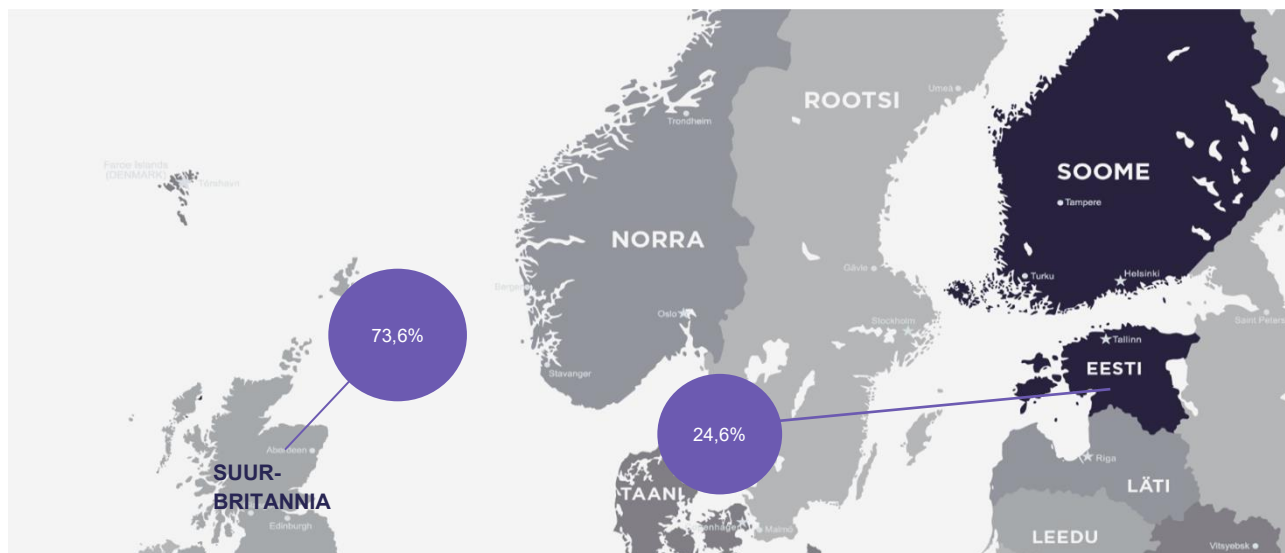 ROOTSI
Umeå
Trondheim
Faroe Islands
(DENMARK)
Tórshavn
SOOME
Tampere
NORRA
Gävle
Turku
Helsinki
Bergen
Oslo
Stockholm
Saint Peters
73,6%
Tallinn
EESTI
Stavanger
24,6%
Aberdeen
Riga
SUUR-
BRITANNIA
TAANI
LÄTI
Edinburgh
Malmö
LEEDU
Vitsyebsk